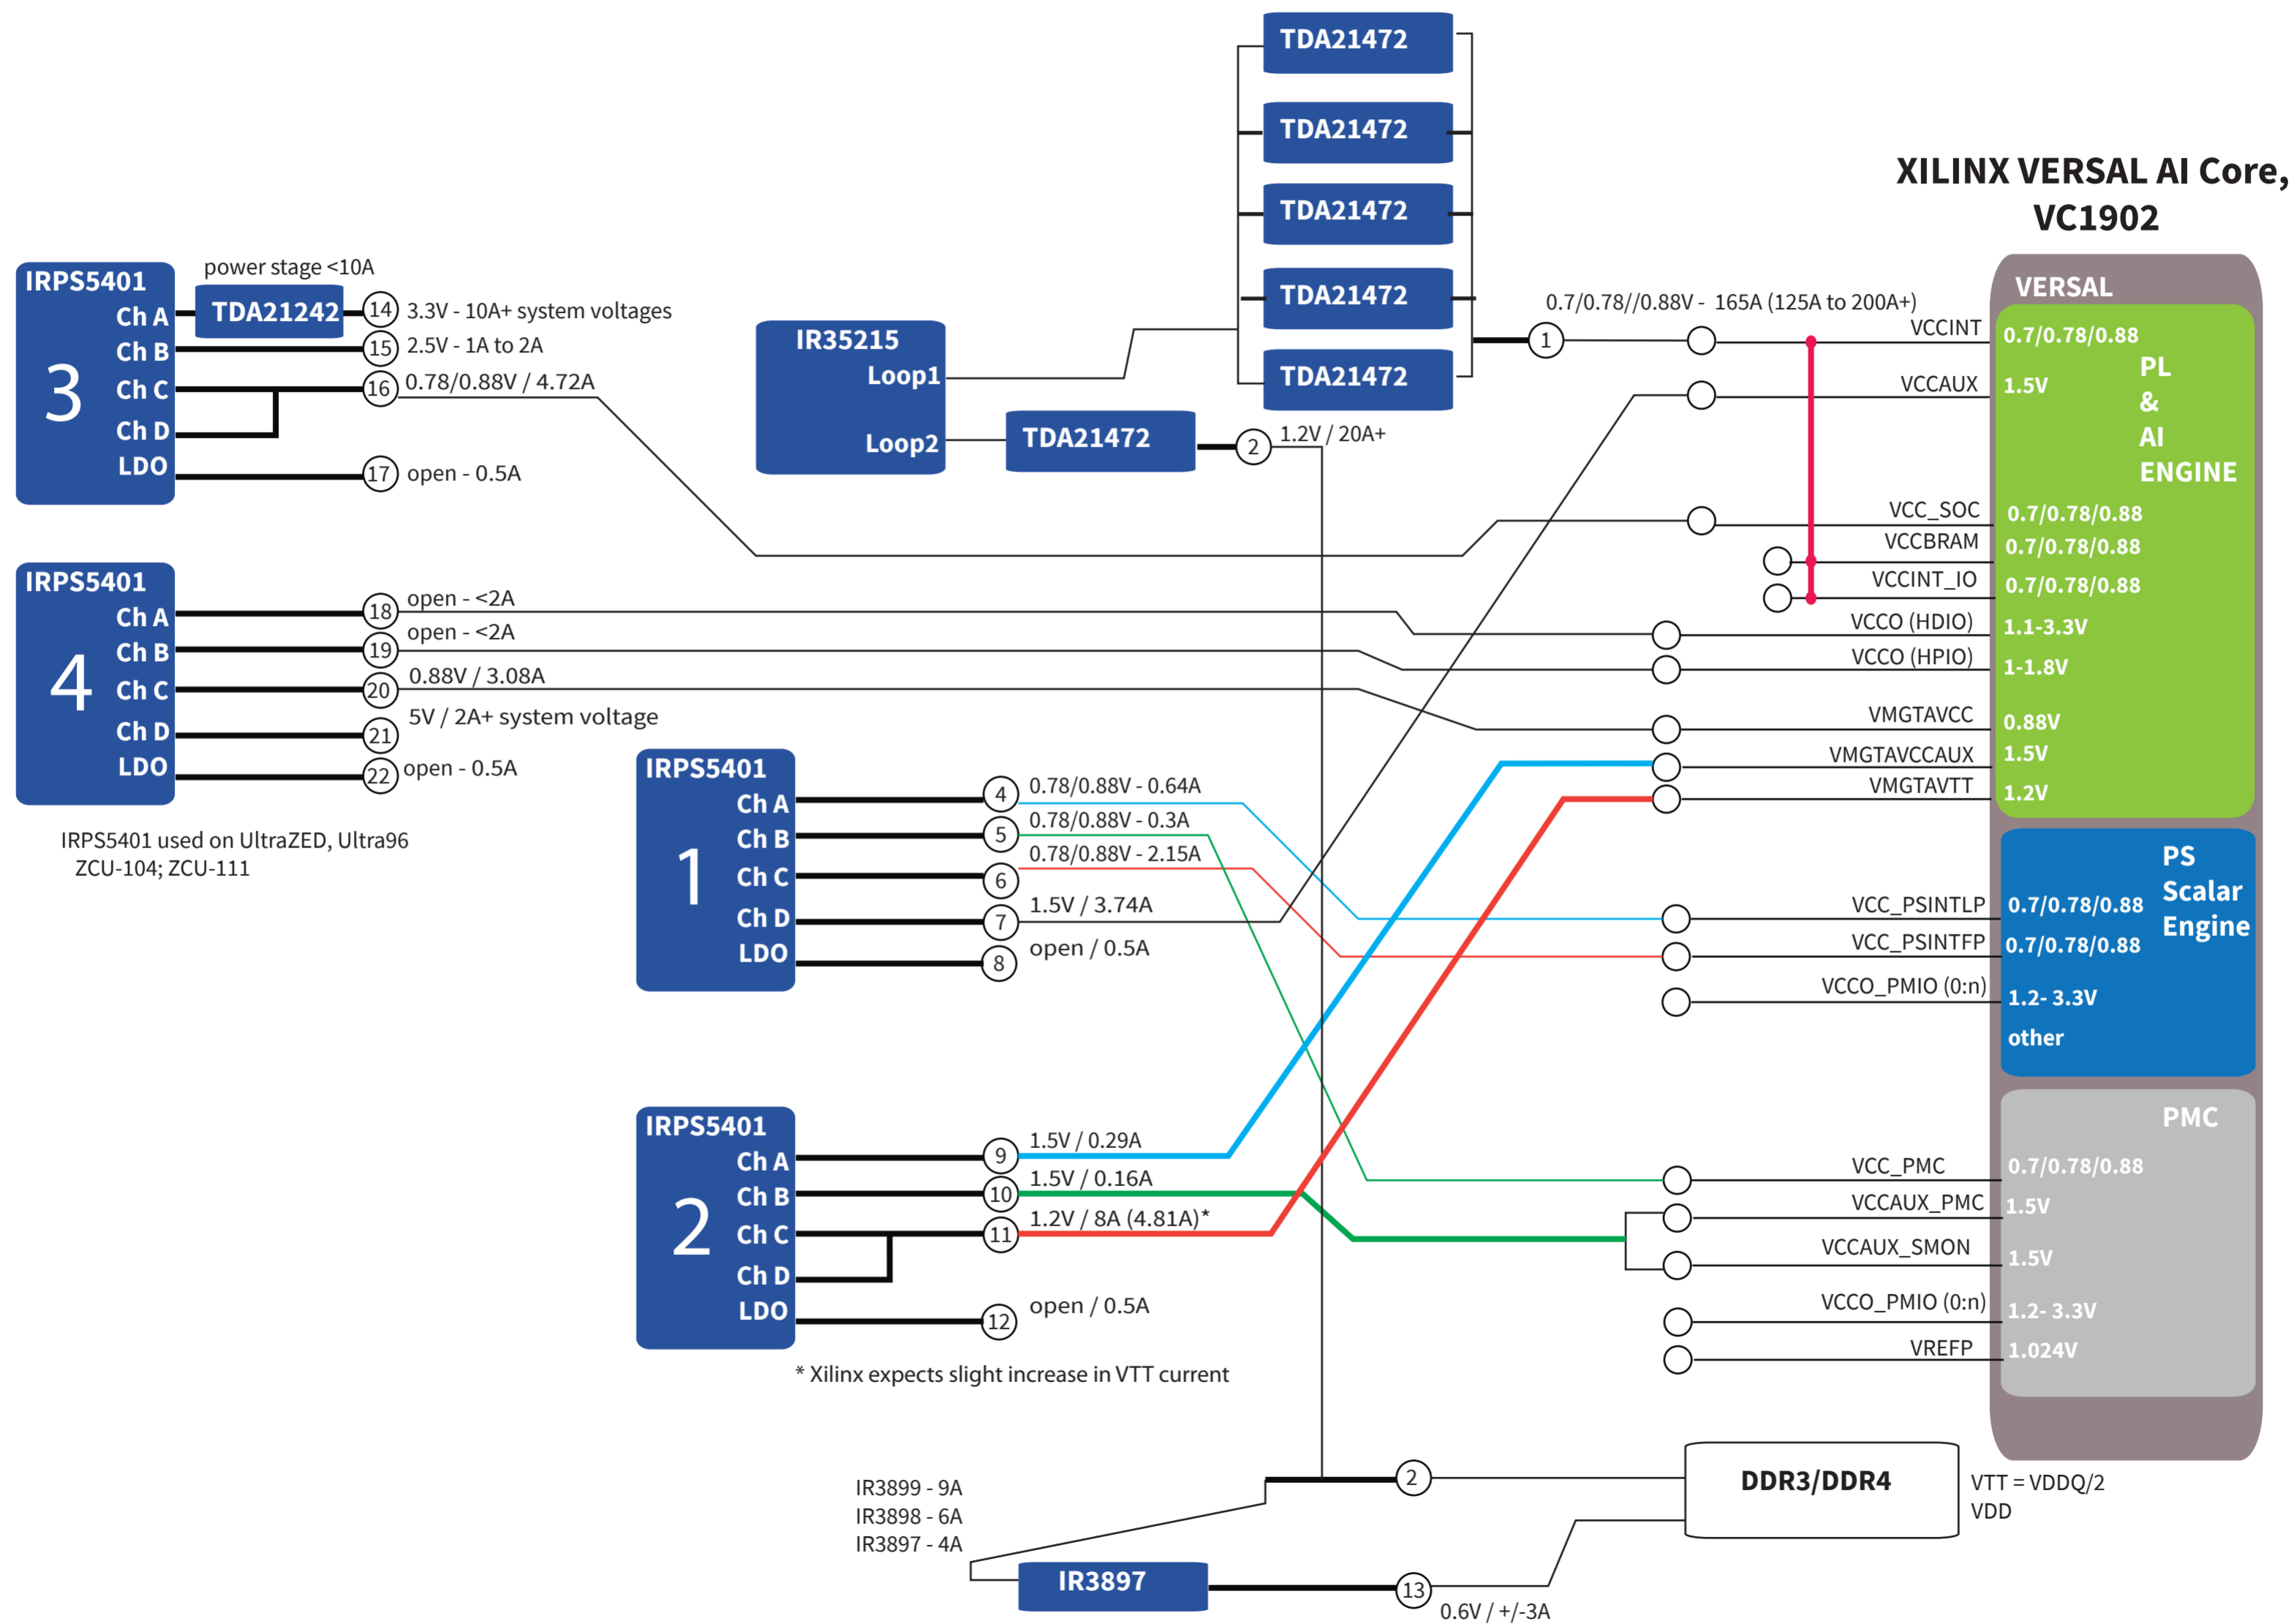 TDA21472
TDA21472
TDA21472
TDA21472
TDA21472
XILINX VERSAL AI Core,
VC1902
IRPS5401
3
Ch A
Ch B
Ch C
Ch D
LDO
power stage <10A
TDA21242
14
3.3V - 10A+ system voltages
15
2.5V - 1A to 2A
16
0.78/0.88V / 4.72A
17
open - 0.5A
IR35215
Loop1
Loop2
TDA21472
2
1.2V / 20A+
1
0.7/0.78//0.88V - 165A (125A to 200A+)
IRPS5401
4
Ch A
Ch B
Ch C
Ch D
LDO
18
open - <2A
19
open - <2A
20
0.88V / 3.08A
21
5V / 2A+ system voltage
22
open - 0.5A
IRPS5401 used on UltraZED, Ultra96
ZCU-104; ZCU-111
IRPS5401
1
Ch A
Ch B
Ch C
Ch D
LDO
4
0.78/0.88V - 0.64A
5
0.78/0.88V - 0.3A
6
0.78/0.88V - 2.15A
7
1.5V / 3.74A
8
open / 0.5A
IRPS5401
2
Ch A
Ch B
Ch C
Ch D
LDO
9
1.5V / 0.29A
10
1.5V / 0.16A
11
1.2V / 8A (4.81A)*
12
open / 0.5A
* Xilinx expects slight increase in VTT current
VERSAL
PL
&
AI
ENGINE
VCCINT
0.7/0.78/0.88
VCCAUX
1.5V
VCC_SOC
0.7/0.78/0.88
VCCBRAM
0.7/0.78/0.88
VCCINT_IO
0.7/0.78/0.88
VCCO (HDIO)
1.1-3.3V
VCCO (HPIO)
1-1.8V
VMGTAVCC
0.88V
VMGTAVCCAUX
1.5V
VMGTAVTT
1.2V
PS
Scalar
Engine
VCC_PSINTLP
0.7/0.78/0.88
VCC_PSINTFP
0.7/0.78/0.88
VCCO_PMIO (0:n)
1.2- 3.3V
other
PMC
VCC_PMC
0.7/0.78/0.88
VCCAUX_PMC
1.5V
VCCAUX_SMON
1.5V
VCCO_PMIO (0:n)
1.2- 3.3V
VREFP
1.024V
IR3899 - 9A
IR3898 - 6A
IR3897 - 4A
2
DDR3/DDR4
VTT = VDDQ/2
VDD
IR3897
13
0.6V / +/-3A